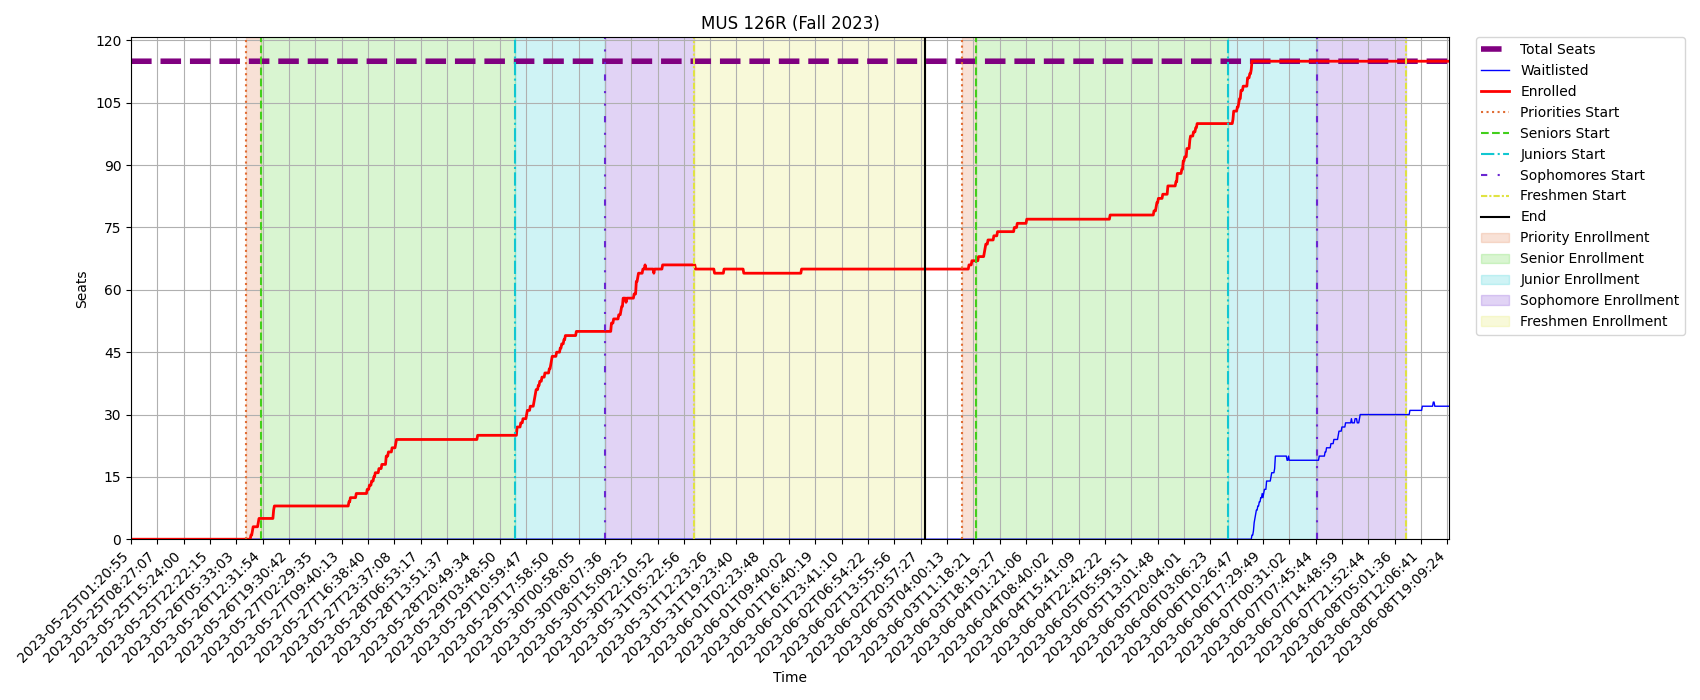 MUS 126R (Fall 2023)
120
105
90
75
60
45
30
15
0
Seats
2023-05-25T01:20:55
2023-05-25T08:27:07
2023-05-25T15:24:00
2023-05-25T22:22:15
2023-05-26T05:33:03
2023-05-26T12:31:54
2023-05-26T19:30:42
2023-05-27T02:29:35
2023-05-27T09:40:13
2023-05-27T16:38:40
2023-05-27T23:37:08
2023-05-28T06:53:17
2023-05-28T13:51:37
2023-05-28T20:49:34
2023-05-29T03:48:50
2023-05-29T10:59:47
2023-05-29T17:58:50
2023-05-30T00:58:05
2023-05-30T08:07:36
2023-05-30T15:09:25
2023-05-30T22:10:52
2023-05-31T05:22:56
2023-05-31T12:23:26
2023-05-31T19:23:40
2023-06-01T02:23:48
2023-06-01T09:40:02
2023-06-01T16:40:19
2023-06-01T23:41:10
2023-06-02T06:54:22
2023-06-02T13:55:56
2023-06-02T20:57:27
2023-06-03T04:00:13
2023-06-03T11:18:21
2023-06-03T18:19:27
2023-06-04T01:21:06
2023-06-04T08:40:02
2023-06-04T15:41:09
2023-06-04T22:42:22
2023-06-05T05:59:51
2023-06-05T13:01:48
2023-06-05T20:04:01
2023-06-06T03:06:23
2023-06-06T10:26:47
2023-06-06T17:29:49
2023-06-07T00:31:02
2023-06-07T07:45:44
2023-06-07T14:48:59
2023-06-07T21:52:44
2023-06-08T05:01:36
2023-06-08T12:06:41
2023-06-08T19:09:24
Time
Total Seats
Waitlisted
Enrolled
Priorities Start
Seniors Start
Juniors Start
Sophomores Start
Freshmen Start
End
Priority Enrollment
Senior Enrollment
Junior Enrollment
Sophomore Enrollment
Freshmen Enrollment